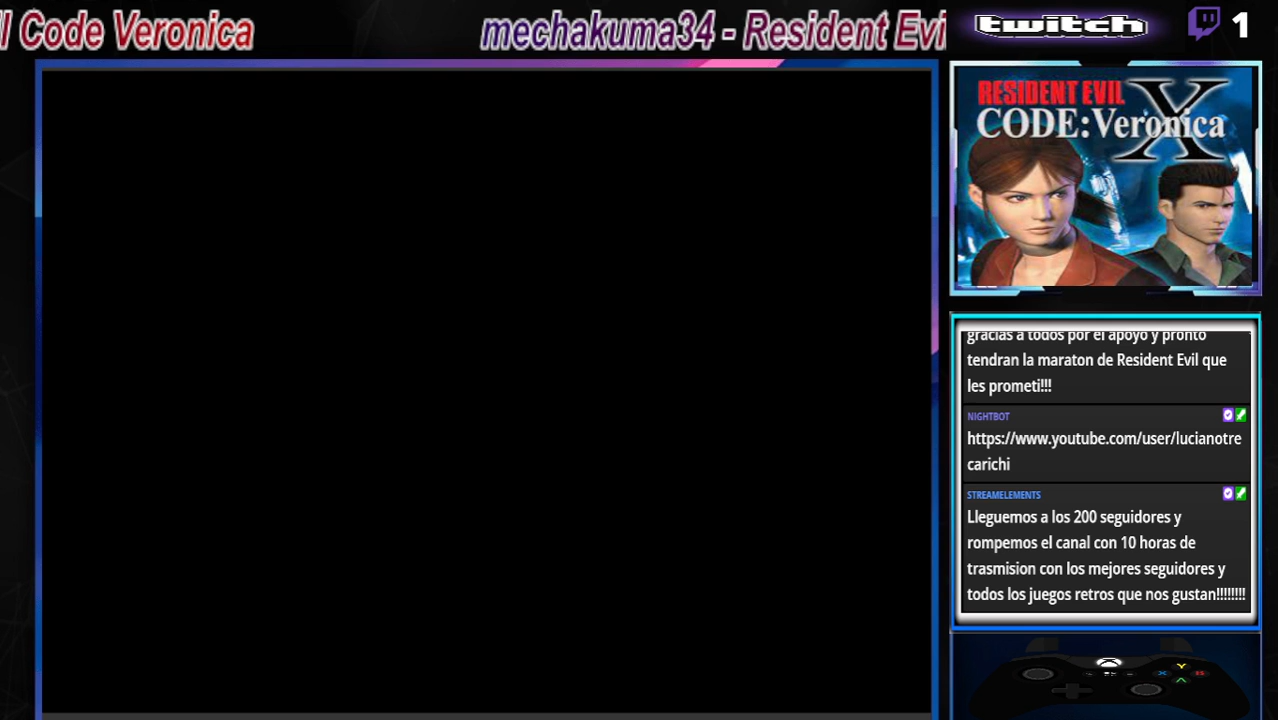 l Code Veronica
mechakuma34 - Resident Evi
twitch
1
RESIDENT EVIL
CODE:Veronica
X
gracias a todos por el apoyo y pronto
tendran la maraton de Resident Evil que
les prometi!!!
NIGHTBOT
https://www.youtube.com/user/lucianotre
carichi
STREAMELEMENTS
Lleguemos a los 200 seguidores y
rompemos el canal con 10 horas de
trasmision con los mejores seguidores y
todos los juegos retros que nos gustan!!!!!!!!
Y
X
B
A